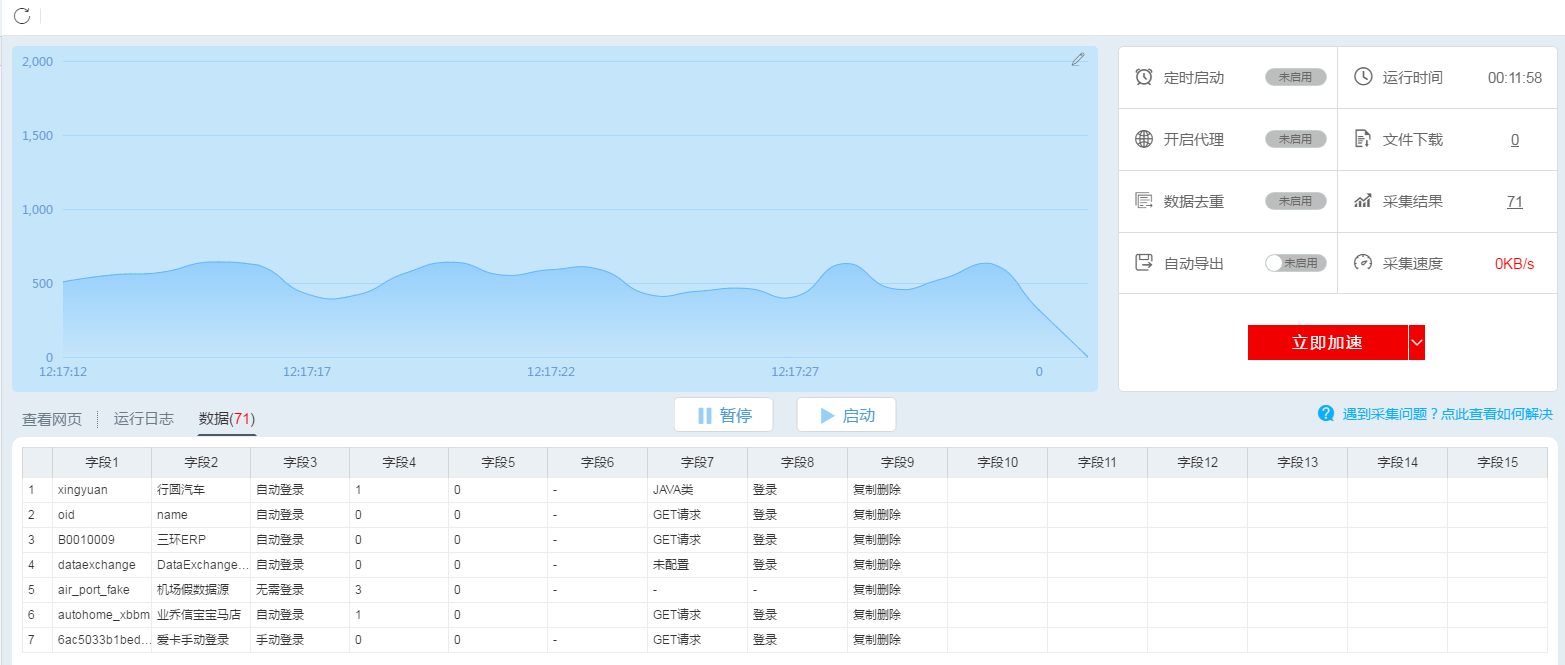 2,000
1,500
1,000
500
0
12:17:12 12:17:17 12:17:22 12:17:27 0
定时启动 未启用 运行时间 00:11:58
开启代理 未启用 文件下载 0
数据去重 未启用 采集结果 71
自动导出 未启用 采集速度 0KB/s
立即加速
查看网页 运行日志 数据(71) 暂停 启动 遇到采集问题？点此查看如何解决
字段1 字段2 字段3 字段4 字段5 字段6 字段7 字段8 字段9 字段10 字段11 字段12 字段13 字段14 字段15
1 xingyuan 行圆汽车 自动登录 1 0 - JAVA类 登录 复制删除
2 oid name 自动登录 0 0 - GET请求 登录 复制删除
3 B0010009 三环ERP 自动登录 0 0 - GET请求 登录 复制删除
4 dataexchange DataExchange... 自动登录 0 0 - 未配置 登录 复制删除
5 air_port_fake 机场假数据源 无需登录 3 0 - - - 复制删除
6 autohome_xbbm 业乔信宝宝马店 自动登录 1 0 GET请求 登录 复制删除
7 6ac5033b1bed... 爱卡手动登录 手动登录 0 0 - GET请求 登录 复制删除